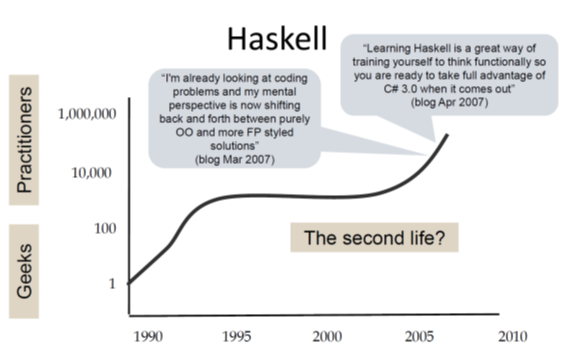 Haskell
“Learning Haskell is a great way of
training yourself to think functionally so
you are ready to take full advantage of
C# 3.0 when it comes out”
(blog Apr 2007)
“I'm already looking at coding
problems and my mental
perspective is now shifting
back and forth between purely
OO and more FP styled
solutions”
(blog Mar 2007)
Practitioners
Geeks
1,000,000
10,000
100
1
The second life?
1990 1995 2000 2005 2010